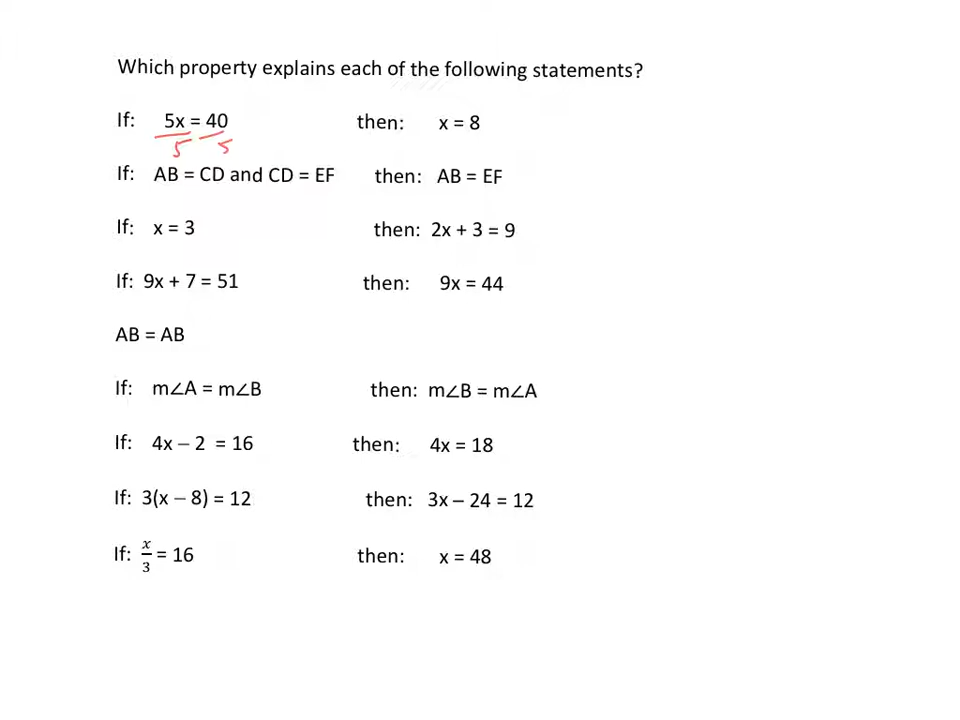 Which property explains each of the following statements?
If: 5x = 40 then: x = 8
5 5
If: AB = CD and CD = EF then: AB = EF
If: x = 3 then: 2x + 3 = 9
If: 9x + 7 = 51 then: 9x = 44
AB = AB
If: m∠A = m∠B then: m∠B = m∠A
If: 4x – 2 = 16 then: 4x = 18
If: 3(x – 8) = 12 then: 3x – 24 = 12
If: x/3 = 16 then: x = 48